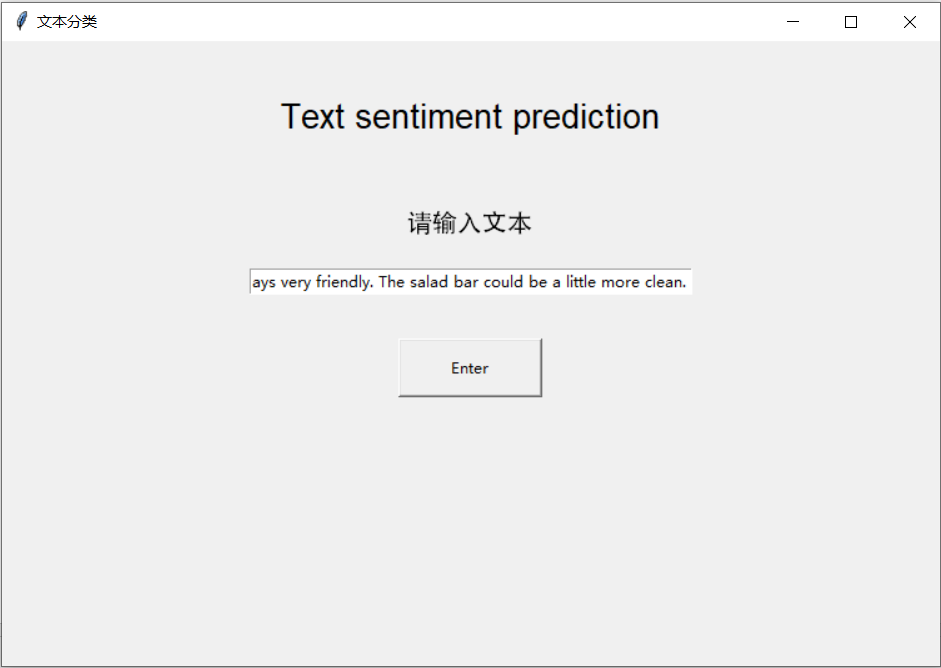 文本分类
Text sentiment prediction
请输入文本
ays very friendly. The salad bar could be a little more clean.
Enter